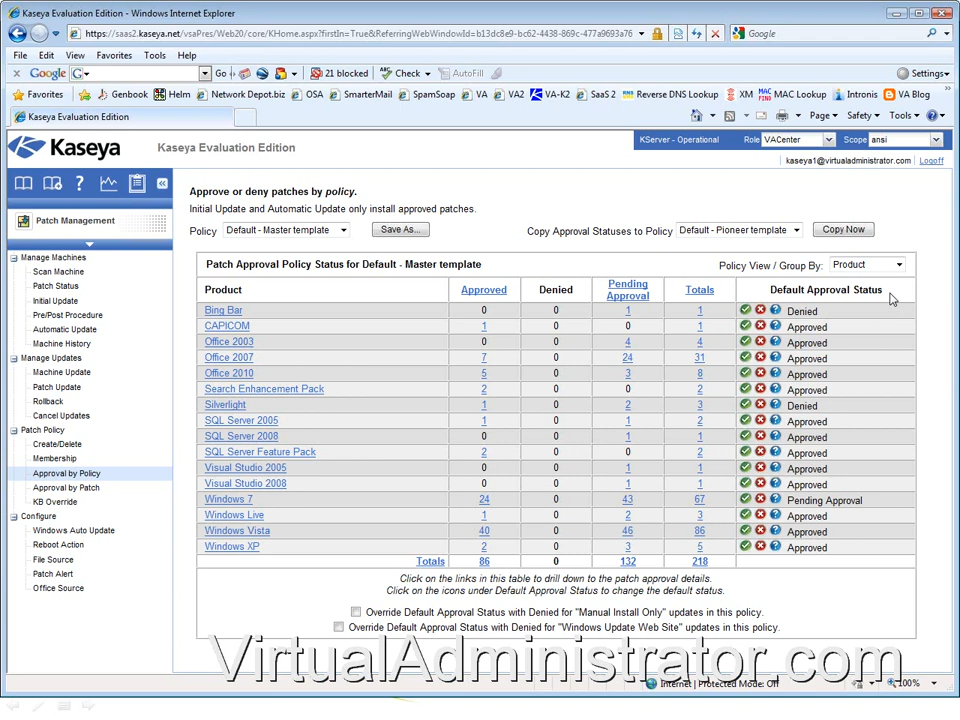 Kaseya Evaluation Edition - Windows Internet Explorer
https://saas2.kaseya.net/vsaPres/Web20/core/KHome.aspx?firstIn=True&ReferringWebWindowId=b13dc8e9-bc62-4438-869c-477a9693a76
Google
File Edit View Favorites Tools Help
x Google G Go 21 blocked Check AutoFill Settings
Favorites Genbook Helm Network Depot.biz OSA SmarterMail SpamSoap VA VA2 VA-K2 SaaS 2 Reverse DNS Lookup XM MAC Lookup Intronis VA Blog
Kaseya Evaluation Edition Page Safety Tools
Kaseya Kaseya Evaluation Edition
KServer - Operational Role VACenter Scope ansi
kaseya1@virtualadministrator.com Logoff
Patch Management
Manage Machines
Scan Machine
Patch Status
Initial Update
Pre/Post Procedure
Automatic Update
Machine History
Manage Updates
Machine Update
Patch Update
Rollback
Cancel Updates
Patch Policy
Create/Delete
Membership
Approval by Policy
Approval by Patch
KB Override
Configure
Windows Auto Update
Reboot Action
File Source
Patch Alert
Office Source
Approve or deny patches by policy.
Initial Update and Automatic Update only install approved patches.
Policy Default - Master template Save As... Copy Approval Statuses to Policy Default - Pioneer template Copy Now
Patch Approval Policy Status for Default - Master template Policy View / Group By: Product
Product Approved Denied Pending Approval Totals Default Approval Status
Bing Bar 0 0 1 1 Denied
CAPICOM 1 0 0 1 Approved
Office 2003 0 0 4 4 Approved
Office 2007 7 0 24 31 Approved
Office 2010 5 0 3 8 Approved
Search Enhancement Pack 2 0 0 2 Approved
Silverlight 1 0 2 3 Denied
SQL Server 2005 1 0 1 2 Approved
SQL Server 2008 0 0 1 1 Approved
SQL Server Feature Pack 2 0 0 2 Approved
Visual Studio 2005 0 0 1 1 Approved
Visual Studio 2008 0 0 1 1 Approved
Windows 7 24 0 43 67 Pending Approval
Windows Live 1 0 2 3 Approved
Windows Vista 40 0 46 86 Approved
Windows XP 2 0 3 5 Approved
Totals 86 0 132 218
Click on the links in this table to drill down to the patch approval details.
Click on the icons under Default Approval Status to change the default status.
Override Default Approval Status with Denied for "Manual Install Only" updates in this policy.
Override Default Approval Status with Denied for "Windows Update Web Site" updates in this policy.
VirtualAdministrator.com
Internet | Protected Mode: Off 100%